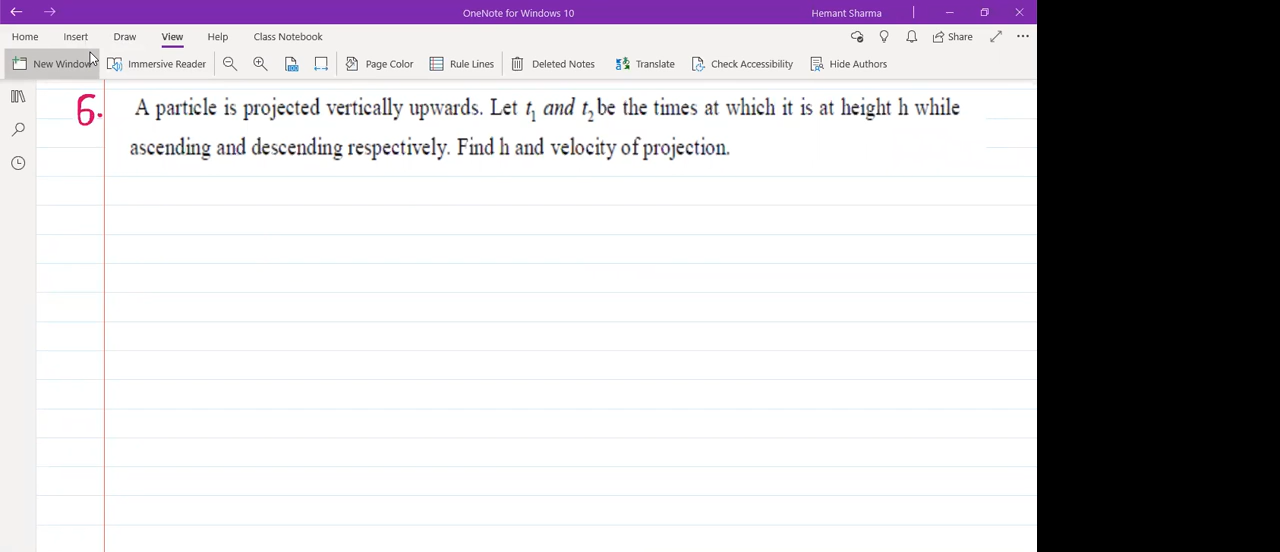 OneNote for Windows 10
Hemant Sharma
Home Insert Draw View Help Class Notebook Share
New Window Immersive Reader Page Color Rule Lines Deleted Notes Translate Check Accessibility Hide Authors
6. A particle is projected vertically upwards. Let t₁ and t₂ be the times at which it is at height h while
ascending and descending respectively. Find h and velocity of projection.